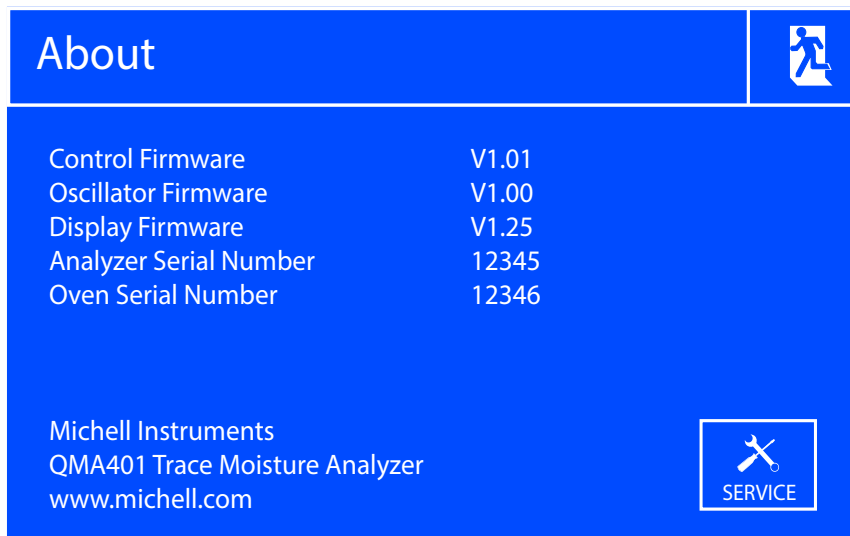 About
Control Firmware V1.01
Oscillator Firmware V1.00
Display Firmware V1.25
Analyzer Serial Number 12345
Oven Serial Number 12346
Michell Instruments
QMA401 Trace Moisture Analyzer
www.michell.com
SERVICE